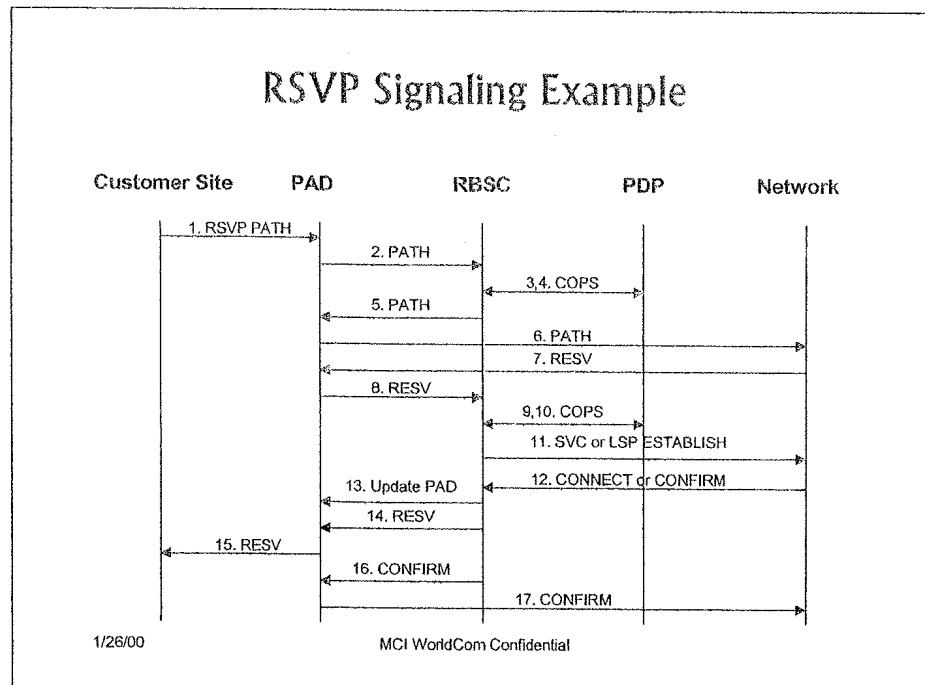 RSVP Signaling Example
Customer Site PAD RBSC PDP Network
1. RSVP PATH
2. PATH
3,4. COPS
5. PATH
6. PATH
7. RESV
8. RESV
9,10. COPS
11. SVC or LSP ESTABLISH
12. CONNECT or CONFIRM
13. Update PAD
14. RESV
15. RESV
16. CONFIRM
17. CONFIRM
1/26/00 MCI WorldCom Confidential